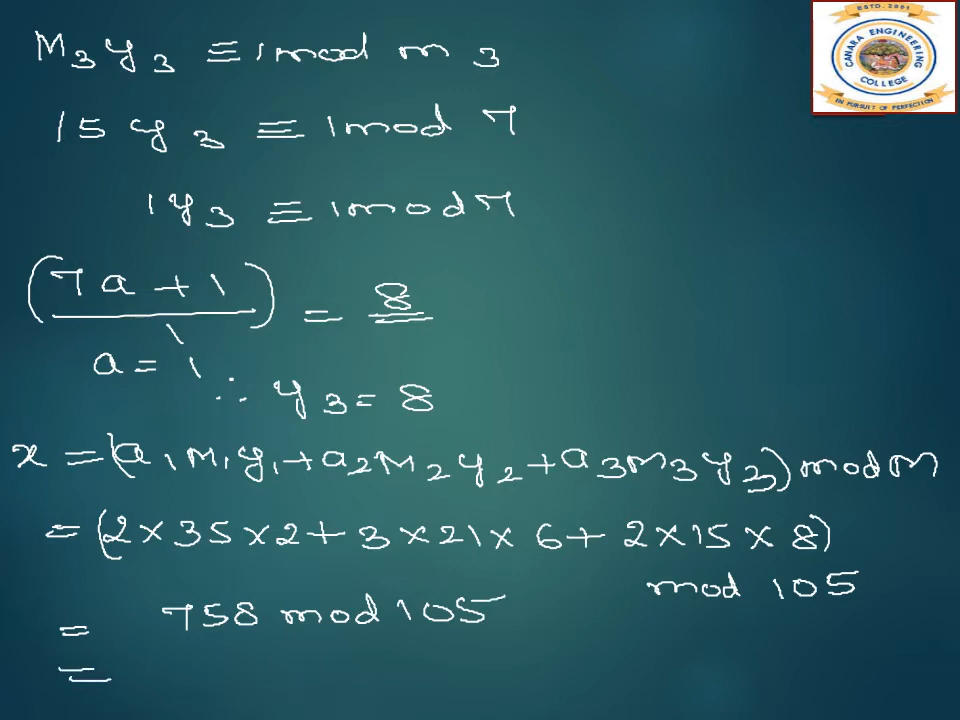 ESTD. 2001
CANARA ENGINEERING
COLLEGE
IN PURSUIT OF PERFECTION
M₃y₃ ≡ 1 mod m₃
15y₃ ≡ 1 mod 7
1y₃ ≡ 1 mod 7
(7a + 1 / 1) = 8
a = 1
∴ y₃ = 8
x = (a₁M₁y₁ + a₂M₂y₂ + a₃M₃y₃) mod M
= (2 × 35 × 2 + 3 × 21 × 6 + 2 × 15 × 8)
mod 105
= 758 mod 105
=